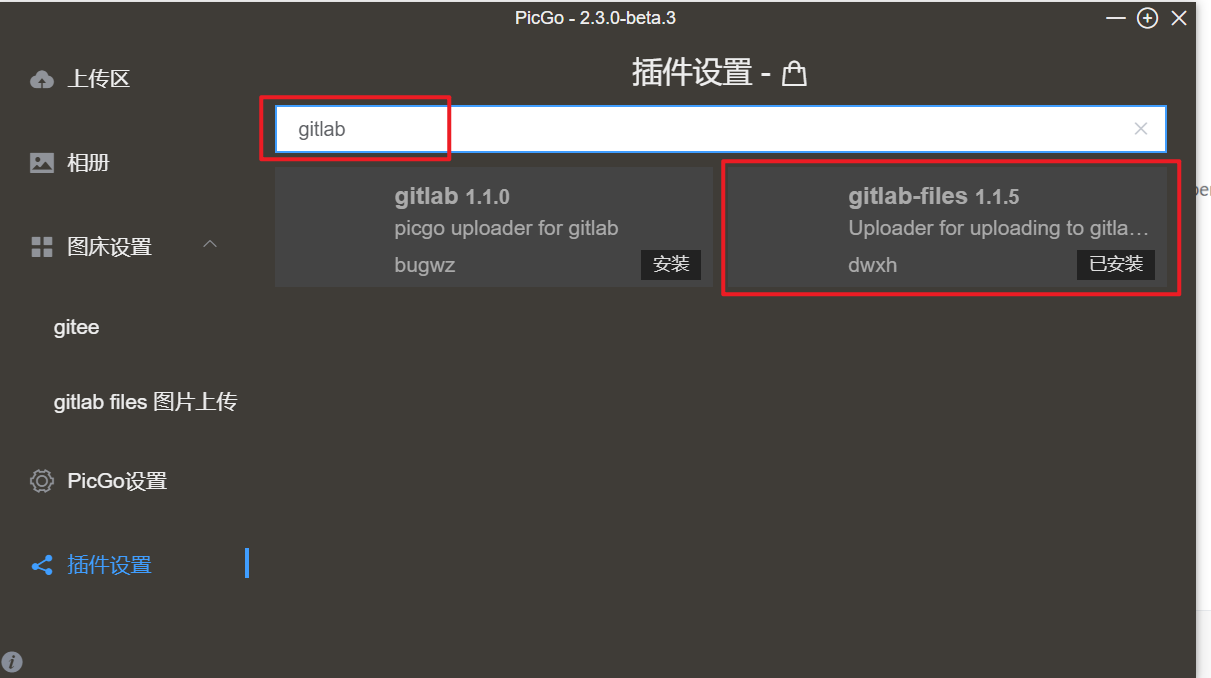 PicGo - 2.3.0-beta.3
上传区
相册
图床设置
gitee
gitlab files 图片上传
PicGo设置
插件设置
插件设置 -
gitlab
gitlab 1.1.0
picgo uploader for gitlab
bugwz
安装
gitlab-files 1.1.5
Uploader for uploading to gitla…
dwxh
已安装